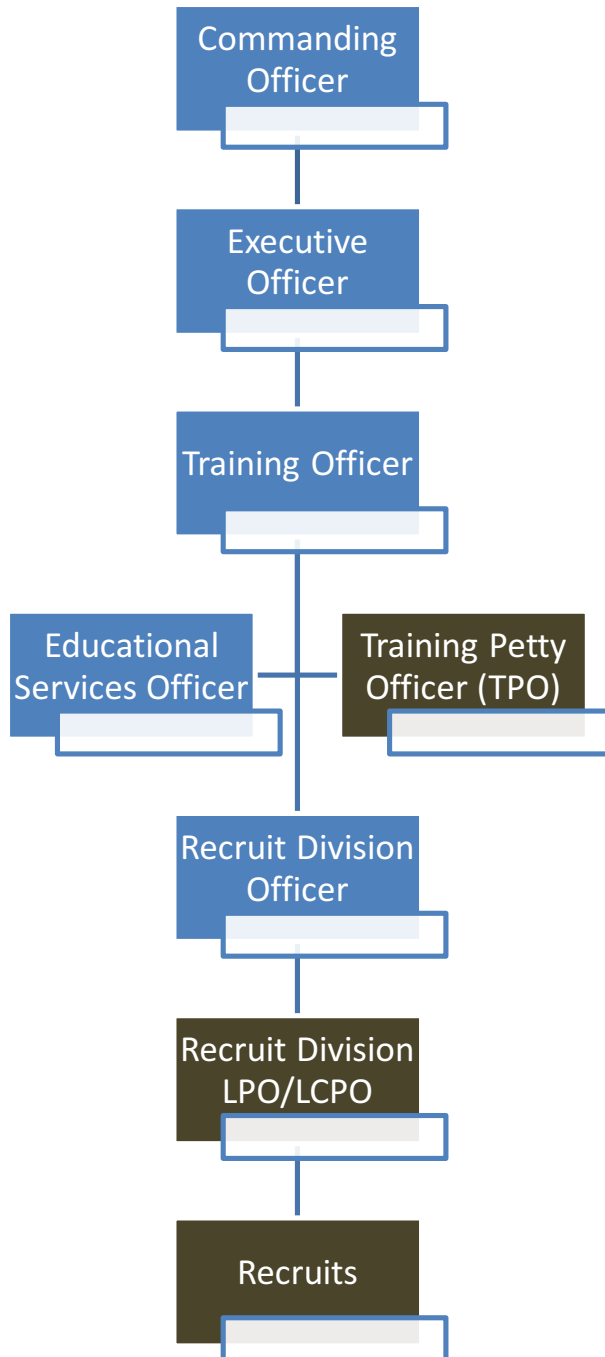 Commanding
Officer
Executive
Officer
Training Officer
Educational
Services Officer
Training Petty
Officer (TPO)
Recruit Division
Officer
Recruit Division
LPO/LCPO
Recruits